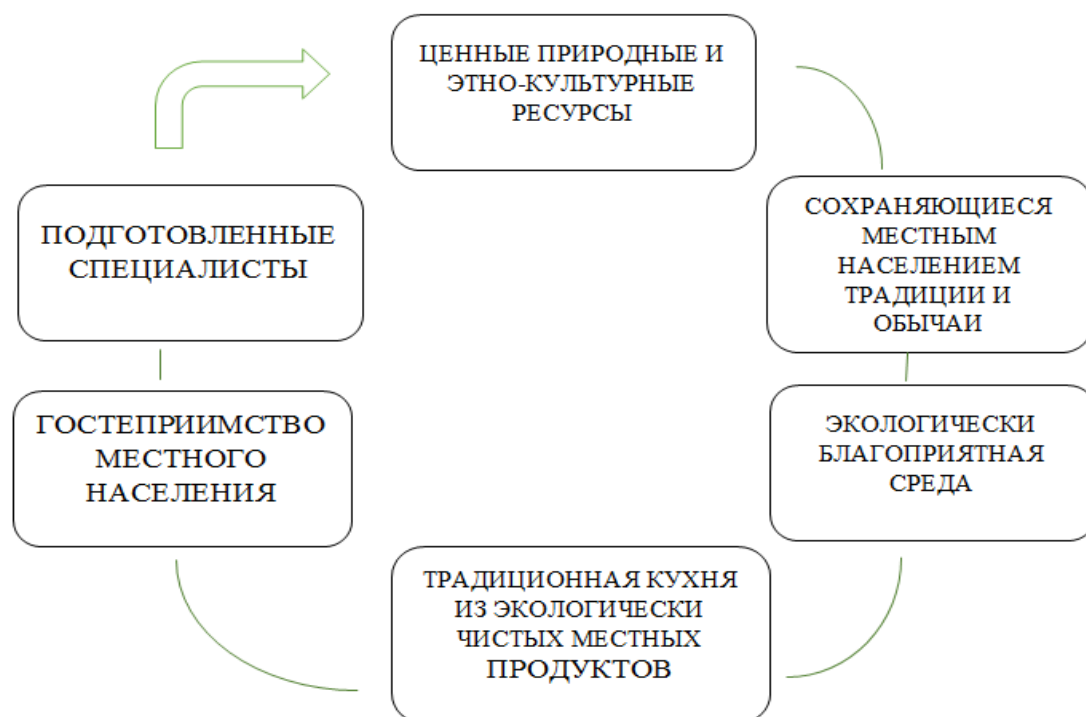 ЦЕННЫЕ ПРИРОДНЫЕ И
ЭТНО-КУЛЬТУРНЫЕ
РЕСУРСЫ
СОХРАНЯЮЩИЕСЯ
МЕСТНЫМ
НАСЕЛЕНИЕМ
ТРАДИЦИИ И
ОБЫЧАИ
ЭКОЛОГИЧЕСКИ
БЛАГОПРИЯТНАЯ
СРЕДА
ТРАДИЦИОННАЯ КУХНЯ
ИЗ ЭКОЛОГИЧЕСКИ
ЧИСТЫХ МЕСТНЫХ
ПРОДУКТОВ
ГОСТЕПРИИМСТВО
МЕСТНОГО
НАСЕЛЕНИЯ
ПОДГОТОВЛЕННЫЕ
СПЕЦИАЛИСТЫ